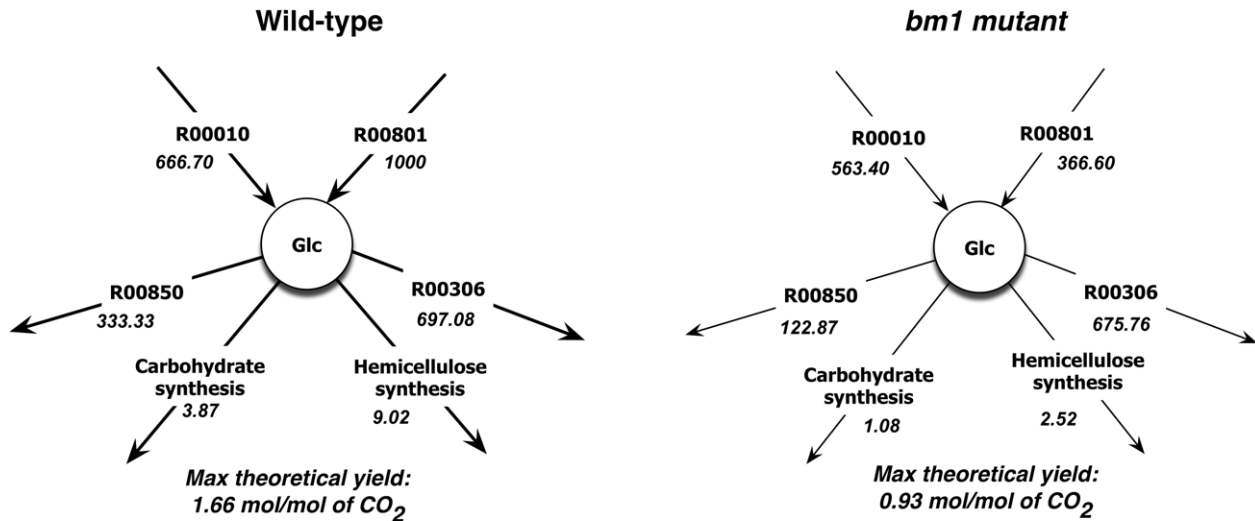 Wild-type
R00010
666.70
R00801
1000
Glc
R00850
333.33
R00306
697.08
Carbohydrate
synthesis
3.87
Hemicellulose
synthesis
9.02
Max theoretical yield:
1.66 mol/mol of CO2
bm1 mutant
R00010
563.40
R00801
366.60
Glc
R00850
122.87
R00306
675.76
Carbohydrate
synthesis
1.08
Hemicellulose
synthesis
2.52
Max theoretical yield:
0.93 mol/mol of CO2